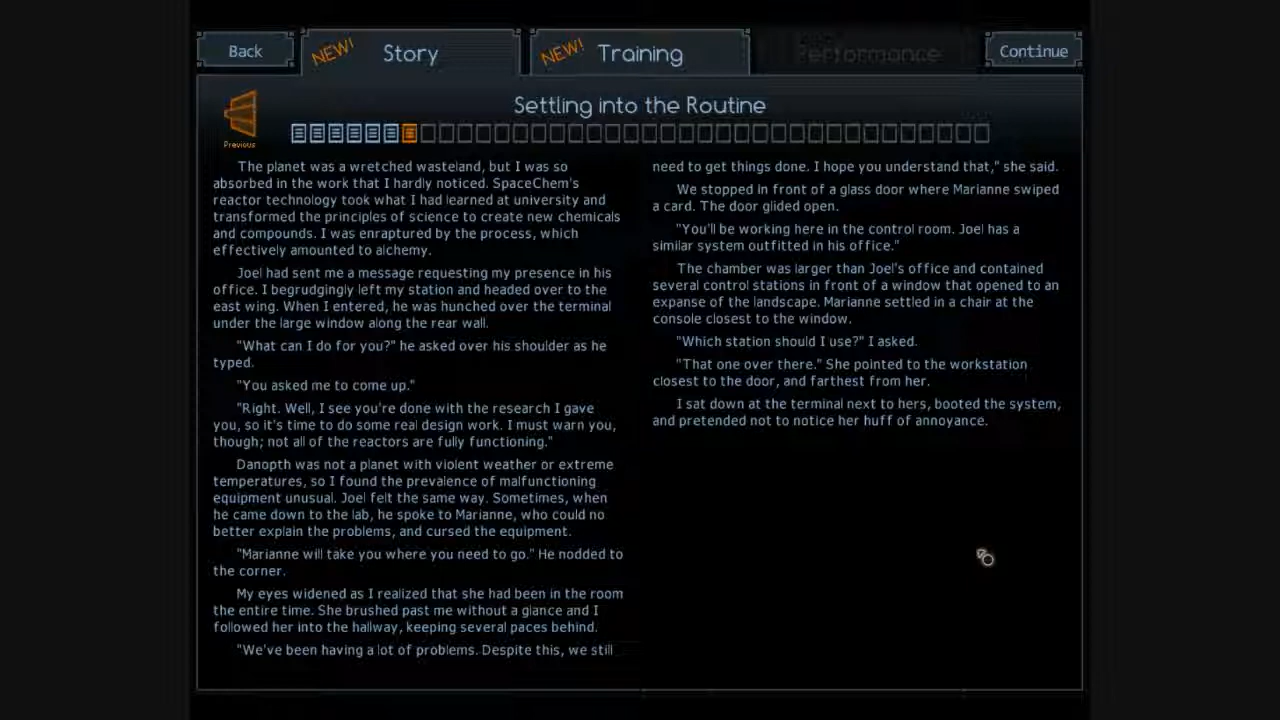 Back
NEW!
Story
NEW!
Training
Performance
Continue
Previous
Settling into the Routine
The planet was a wretched wasteland, but I was so
absorbed in the work that I hardly noticed. SpaceChem's
reactor technology took what I had learned at university and
transformed the principles of science to create new chemicals
and compounds. I was enraptured by the process, which
effectively amounted to alchemy.
Joel had sent me a message requesting my presence in his
office. I begrudgingly left my station and headed over to the
east wing. When I entered, he was hunched over the terminal
under the large window along the rear wall.
"What can I do for you?" he asked over his shoulder as he
typed.
"You asked me to come up."
"Right. Well, I see you're done with the research I gave
you, so it's time to do some real design work. I must warn you,
though; not all of the reactors are fully functioning."
Danopth was not a planet with violent weather or extreme
temperatures, so I found the prevalence of malfunctioning
equipment unusual. Joel felt the same way. Sometimes, when
he came down to the lab, he spoke to Marianne, who could no
better explain the problems, and cursed the equipment.
"Marianne will take you where you need to go." He nodded to
the corner.
My eyes widened as I realized that she had been in the room
the entire time. She brushed past me without a glance and I
followed her into the hallway, keeping several paces behind.
"We've been having a lot of problems. Despite this, we still
need to get things done. I hope you understand that," she said.
We stopped in front of a glass door where Marianne swiped
a card. The door glided open.
"You'll be working here in the control room. Joel has a
similar system outfitted in his office."
The chamber was larger than Joel's office and contained
several control stations in front of a window that opened to an
expanse of the landscape. Marianne settled in a chair at the
console closest to the window.
"Which station should I use?" I asked.
"That one over there." She pointed to the workstation
closest to the door, and farthest from her.
I sat down at the terminal next to hers, booted the system,
and pretended not to notice her huff of annoyance.